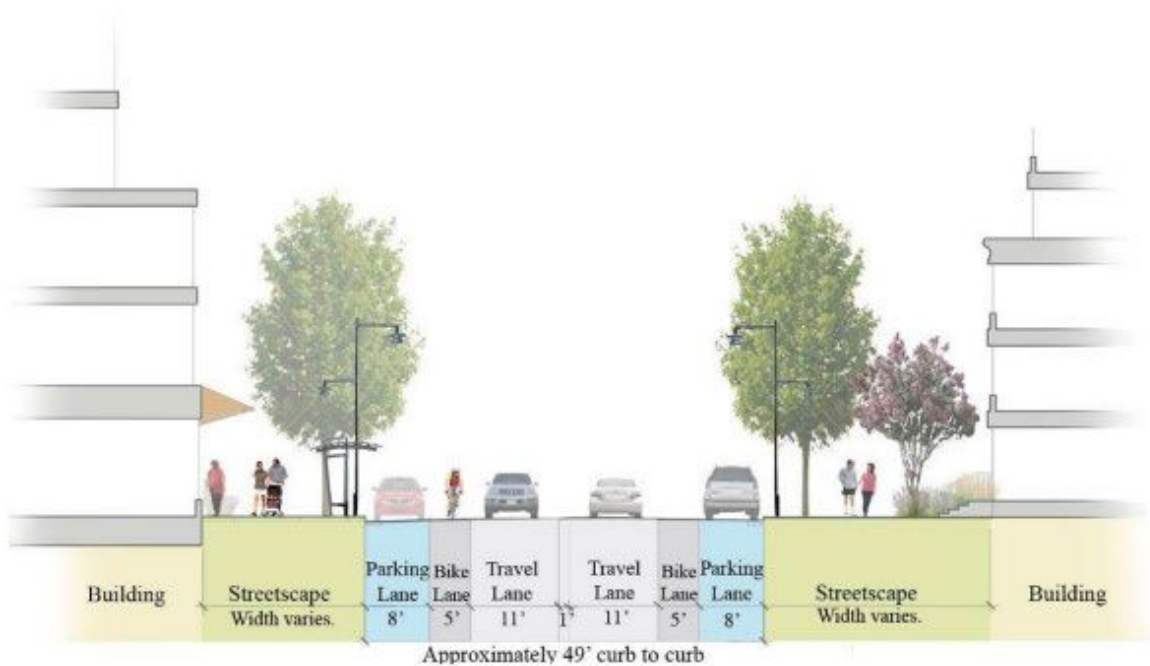 Building
Streetscape
Width varies.
Parking
Lane
8'
Bike
Lane
5'
Travel
Lane
11'
1'
Travel
Lane
11'
Bike
Lane
5'
Parking
Lane
8'
Streetscape
Width varies.
Building
Approximately 49' curb to curb